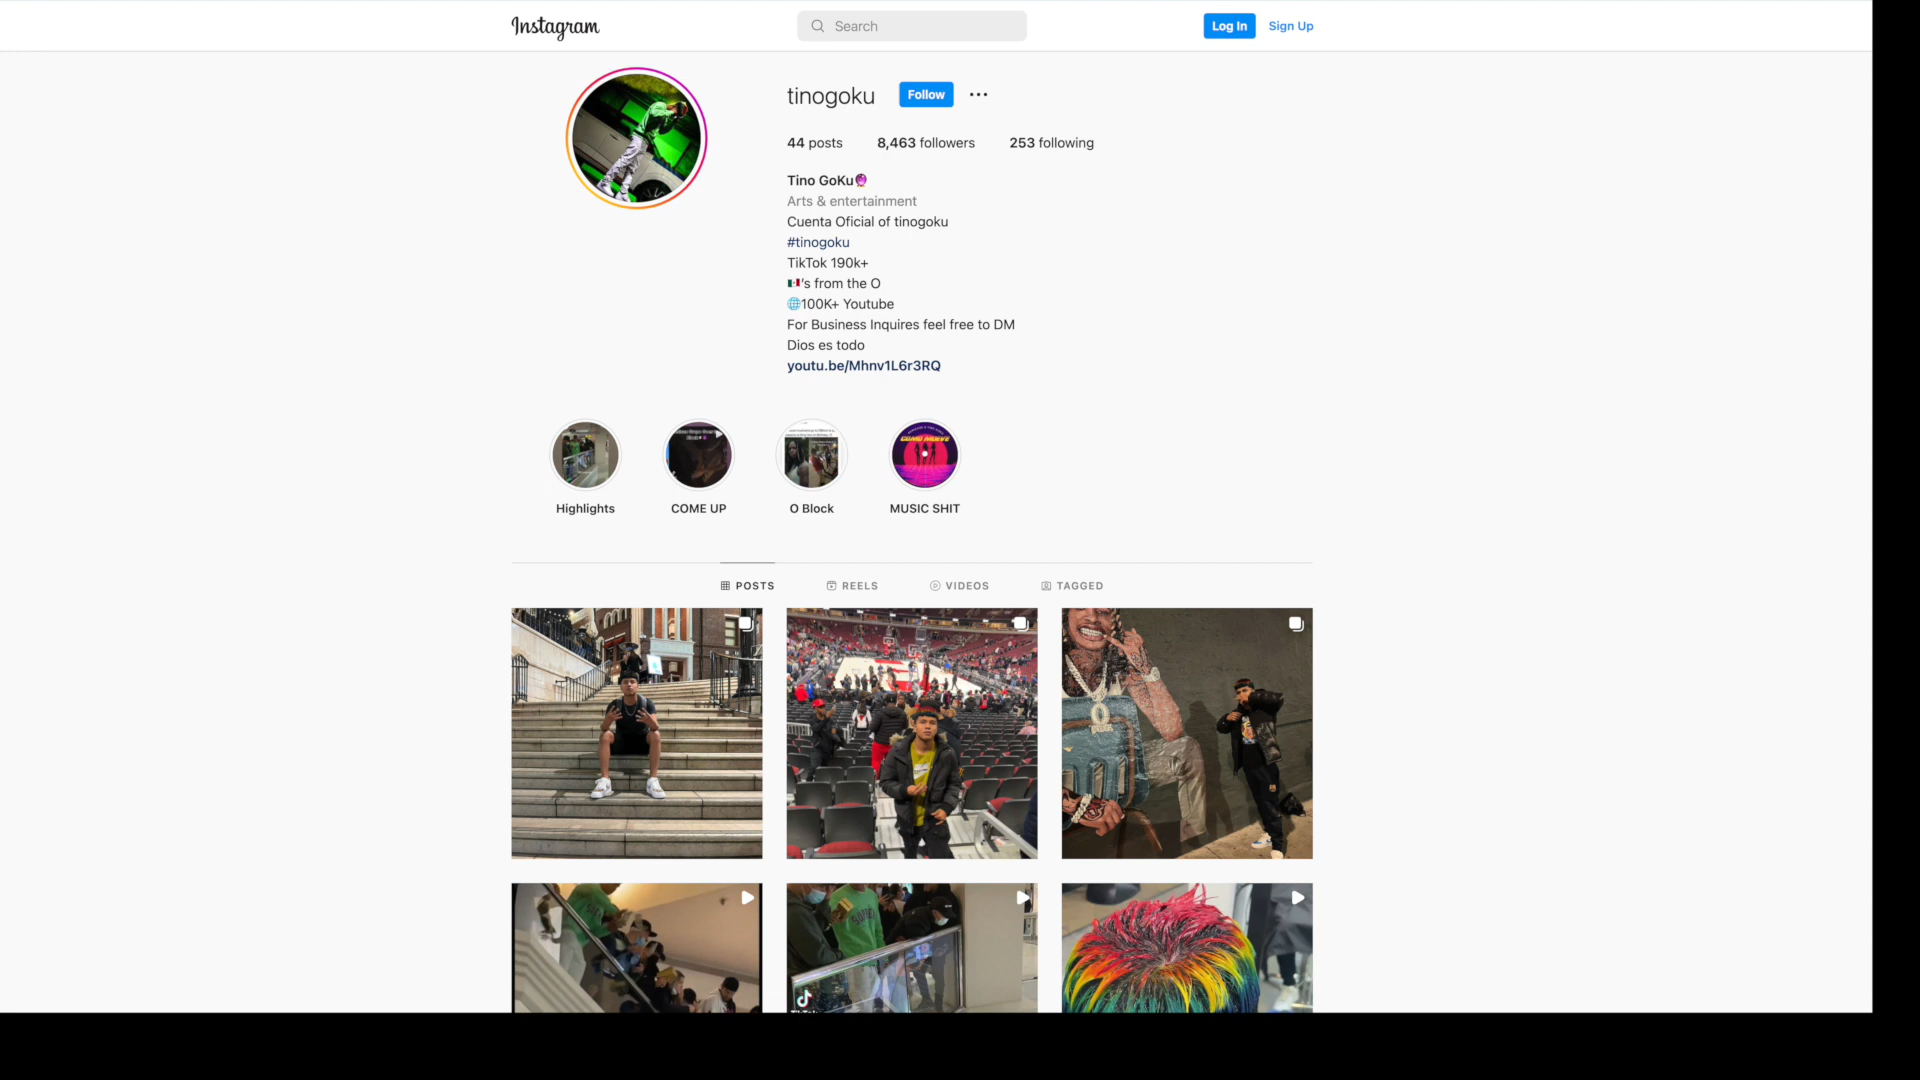 Instagram
Search
Log In
Sign Up
tinogoku
Follow
44 posts 8,463 followers 253 following
Tino GoKu🔮
Arts & entertainment
Cuenta Oficial of tinogoku
#tinogoku
TikTok 190k+
🇲🇽's from the O
🌐100K+ Youtube
For Business Inquires feel free to DM
Dios es todo
youtu.be/Mhnv1L6r3RQ
COMO MUEVE
Highlights
COME UP
O Block
MUSIC SHIT
POSTS
REELS
VIDEOS
TAGGED